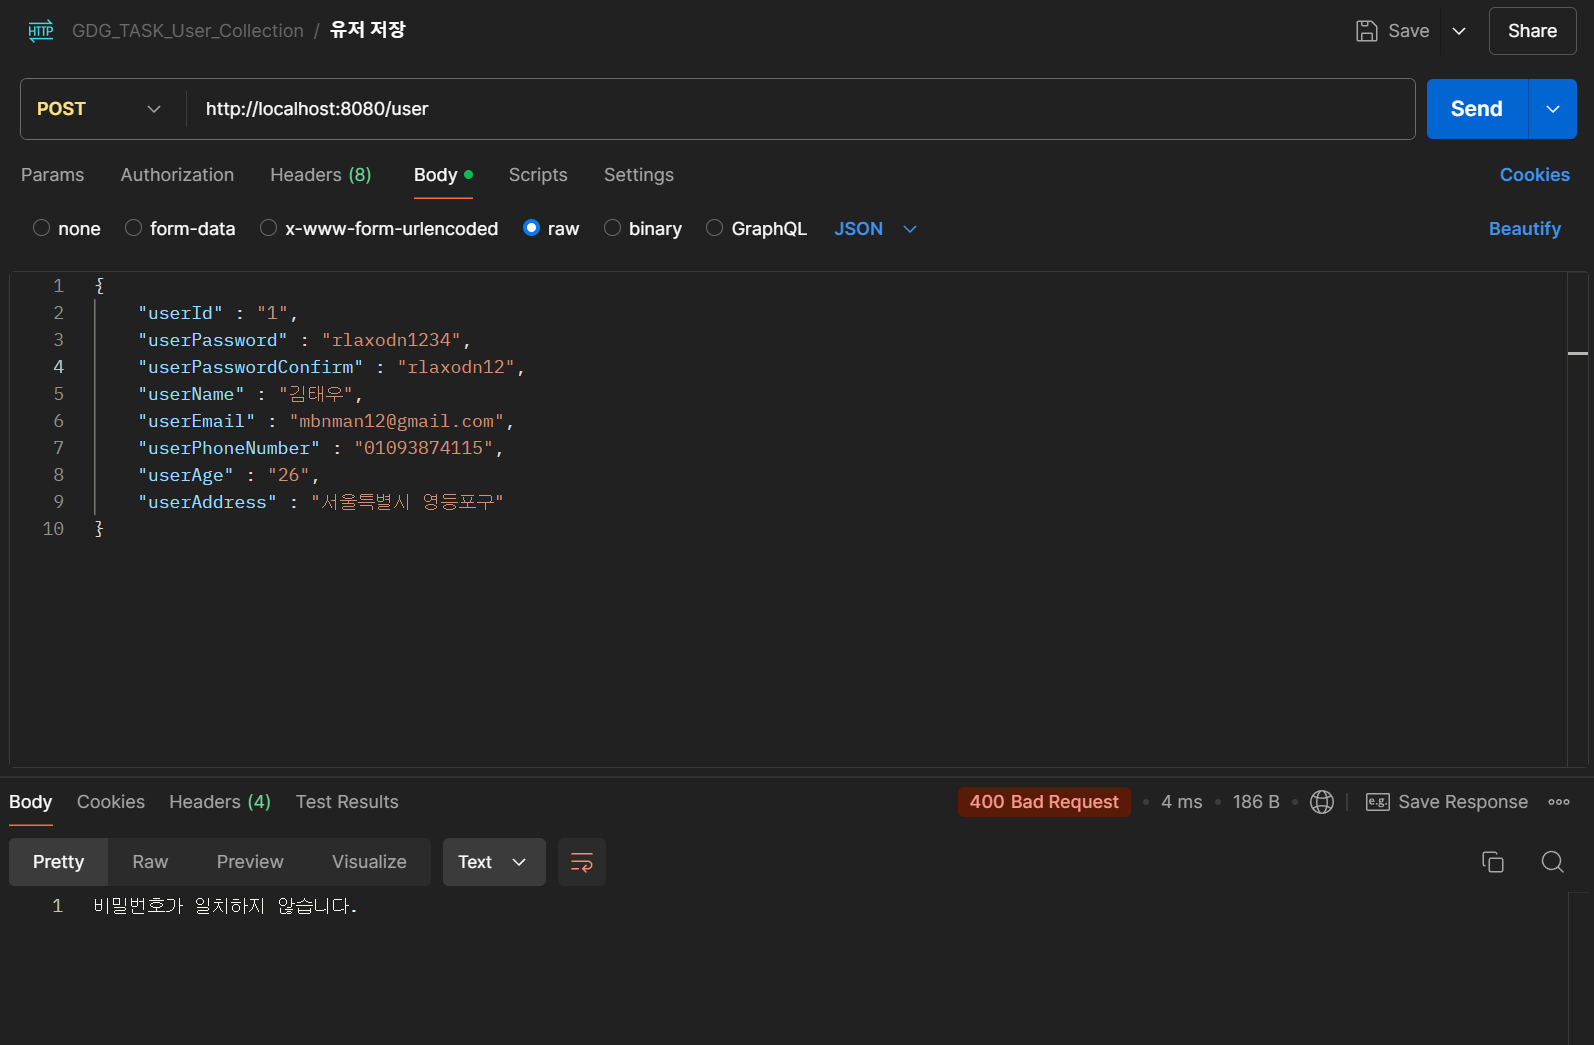 HTTP GDG_TASK_User_Collection / 유저 저장 Save Share
POST http://localhost:8080/user Send
Params Authorization Headers (8) Body Scripts Settings Cookies
none form-data x-www-form-urlencoded raw binary GraphQL JSON Beautify
1 {
2 "userId" : "1",
3 "userPassword" : "rlaxodn1234",
4 "userPasswordConfirm" : "rlaxodn12",
5 "userName" : "김태우",
6 "userEmail" : "mbnman12@gmail.com",
7 "userPhoneNumber" : "01093874115",
8 "userAge" : "26",
9 "userAddress" : "서울특별시 영등포구"
10 }
Body Cookies Headers (4) Test Results 400 Bad Request 4 ms 186 B e.g. Save Response
Pretty Raw Preview Visualize Text
1 비밀번호가 일치하지 않습니다.